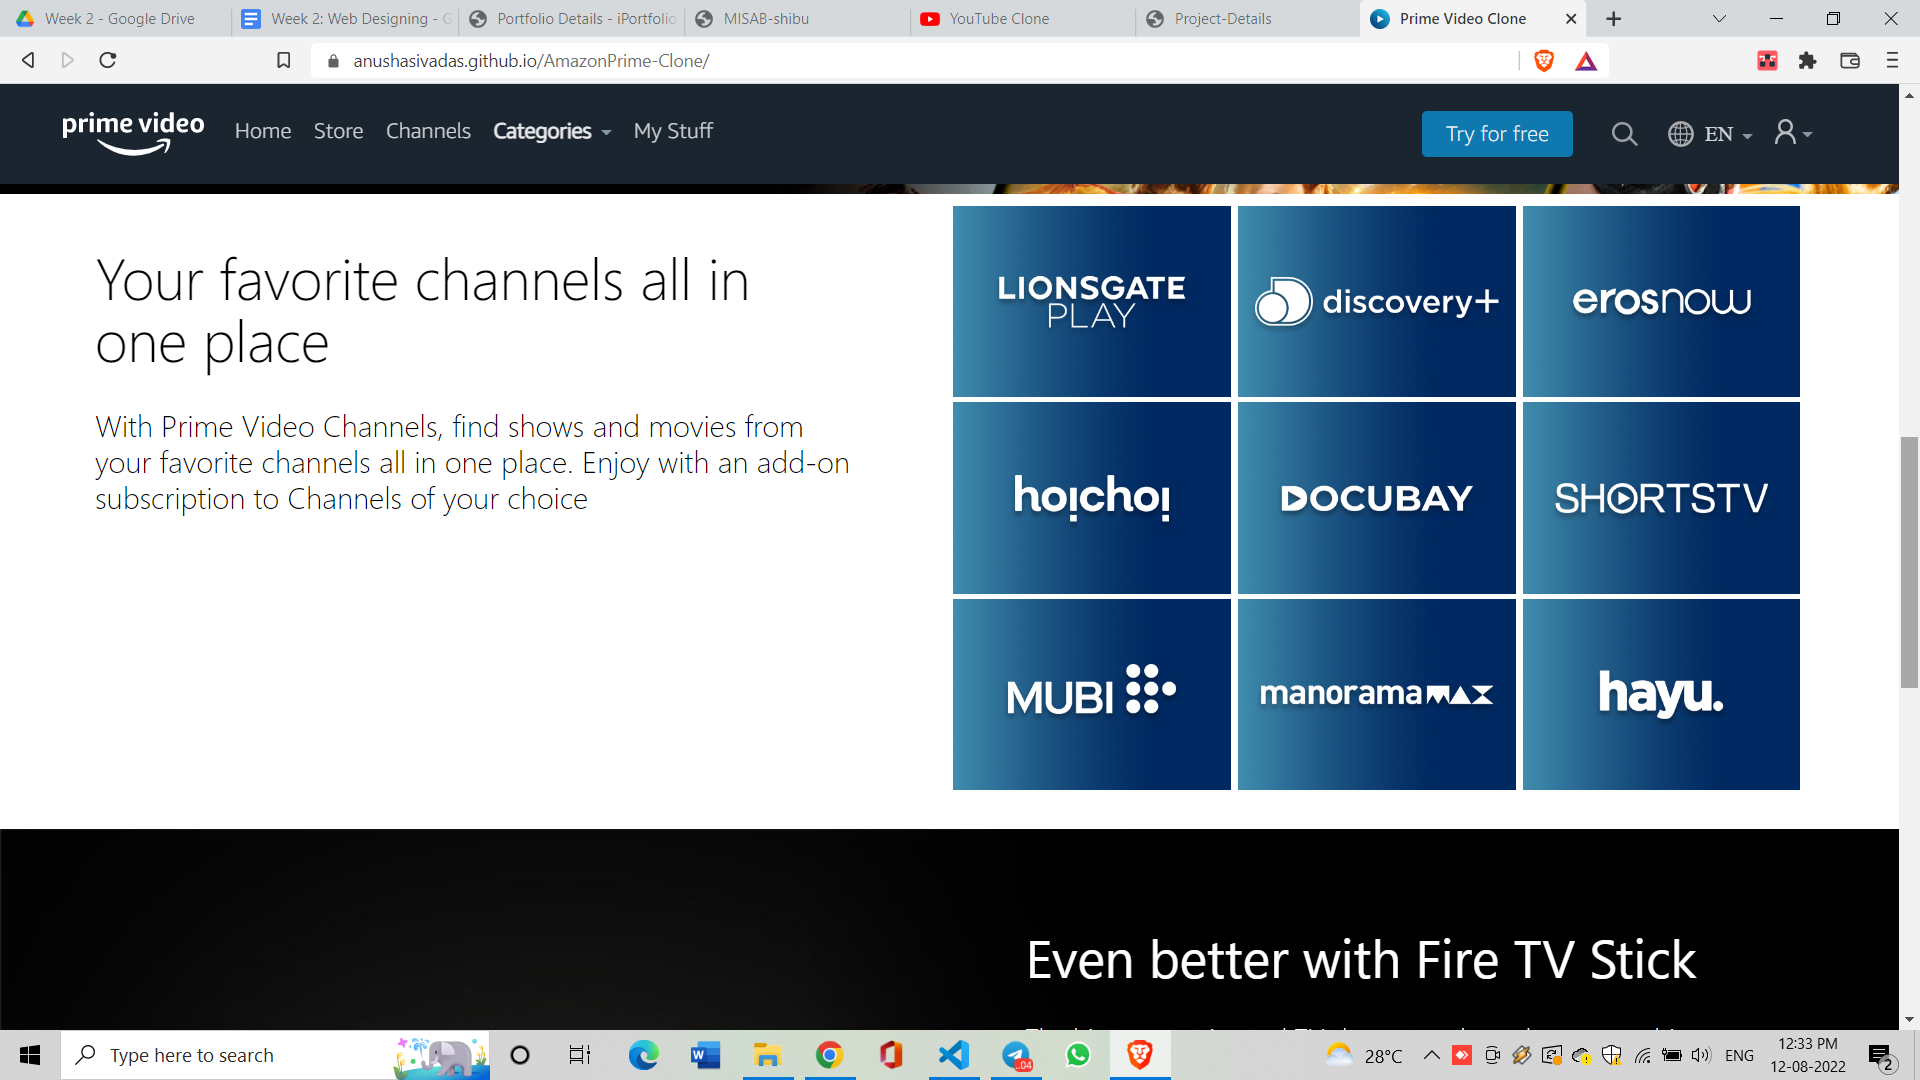 Week 2 - Google Drive
Week 2: Web Designing - G
Portfolio Details - iPortfolio
MISAB-shibu
YouTube Clone
Project-Details
Prime Video Clone
anushasivadas.github.io/AmazonPrime-Clone/
prime video
Home
Store
Channels
Categories
My Stuff
Try for free
EN
Your favorite channels all in
one place
With Prime Video Channels, find shows and movies from
your favorite channels all in one place. Enjoy with an add-on
subscription to Channels of your choice
LIONSGATE
PLAY
discovery+
erosnow
hoichoi
DOCUBAY
SHORTSTV
MUBI
manoramaMAX
hayu.
Even better with Fire TV Stick
Type here to search
..04
28°C
ENG
12:33 PM
12-08-2022
2